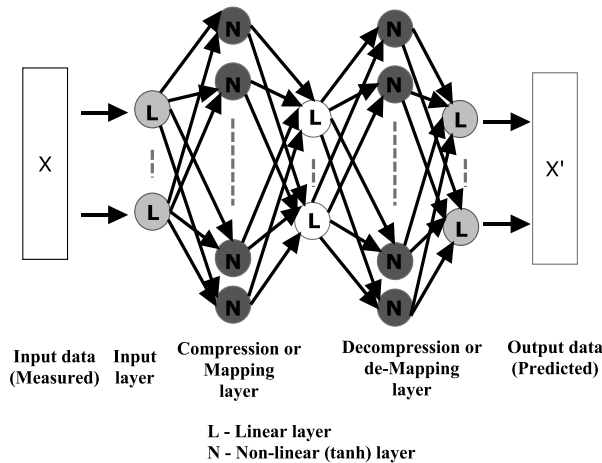 N N
N N
L L L
X X'
L L L
N N
N N
Input data Input Compression or Decompression or Output data
(Measured) layer Mapping de-Mapping (Predicted)
layer layer
L - Linear layer
N - Non-linear (tanh) layer